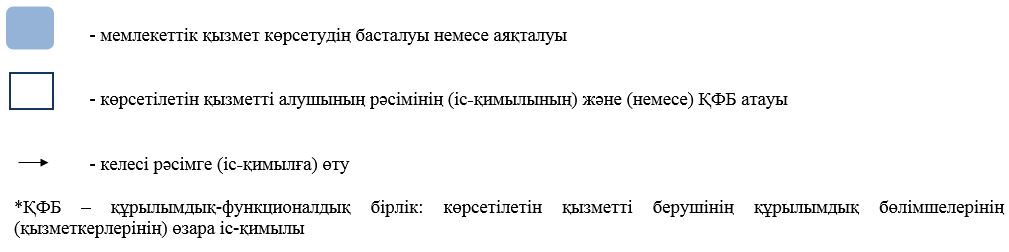 - мемлекеттік қызмет көрсетудің басталуы немесе аяқталуы
- көрсетілетін қызметті алушының рәсімінің (іс-қимылының) және (немесе) ҚФБ атауы
- келесі рәсімге (іс-қимылға) өту
*ҚФБ – құрылымдық-функционалдық бірлік: көрсетілетін қызметті берушінің құрылымдық бөлімшелерінің
(қызметкерлерінің) өзара іс-қимылы